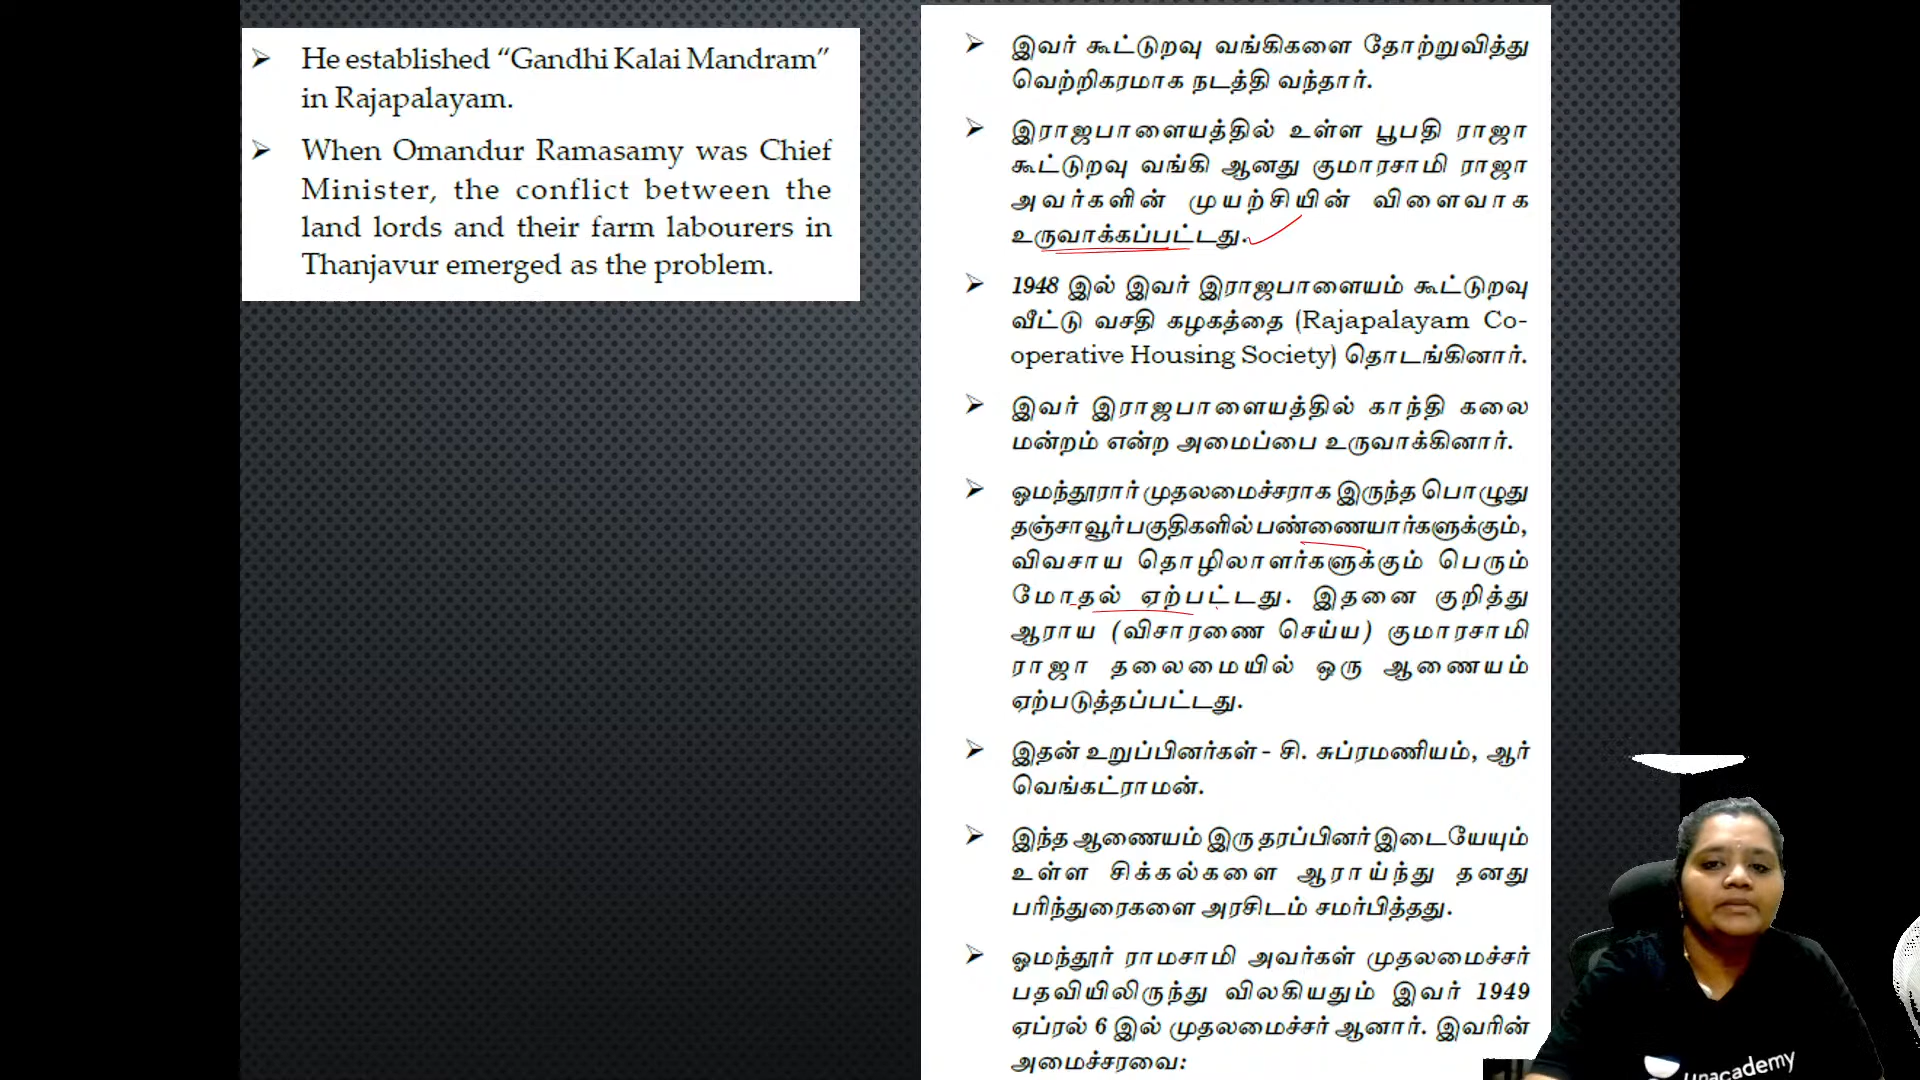 ➢ He established “Gandhi Kalai Mandram”
in Rajapalayam.
➢ When Omandur Ramasamy was Chief
Minister, the conflict between the
land lords and their farm labourers in
Thanjavur emerged as the problem.
➢ இவர் கூட்டுறவு வங்கிகளை தோற்றுவித்து
வெற்றிகரமாக நடத்தி வந்தார்.
➢ இராஜபாளையத்தில் உள்ள பூபதி ராஜா
கூட்டுறவு வங்கி ஆனது குமாரசாமி ராஜா
அவர்களின் முயற்சியின் விளைவாக
உருவாக்கப்பட்டது.
➢ 1948 இல் இவர் இராஜபாளையம் கூட்டுறவு
வீட்டு வசதி கழகத்தை (Rajapalayam Co-
operative Housing Society) தொடங்கினார்.
➢ இவர் இராஜபாளையத்தில் காந்தி கலை
மன்றம் என்ற அமைப்பை உருவாக்கினார்.
➢ ஓமந்தூரார் முதலமைச்சராக இருந்த பொழுது
தஞ்சாவூர் பகுதிகளில் பண்ணையார்களுக்கும்,
விவசாய தொழிலாளர்களுக்கும் பெரும்
மோதல் ஏற்பட்டது. இதனை குறித்து
ஆராய (விசாரணை செய்ய) குமாரசாமி
ராஜா தலைமையில் ஒரு ஆணையம்
ஏற்படுத்தப்பட்டது.
➢ இதன் உறுப்பினர்கள் - சி. சுப்ரமணியம், ஆர்
வெங்கட்ராமன்.
➢ இந்த ஆணையம் இரு தரப்பினர் இடையேயும்
உள்ள சிக்கல்களை ஆராய்ந்து தனது
பரிந்துரைகளை அரசிடம் சமர்பித்தது.
➢ ஓமந்தூர் ராமசாமி அவர்கள் முதலமைச்சர்
பதவியிலிருந்து விலகியதும் இவர் 1949
ஏப்ரல் 6 இல் முதலமைச்சர் ஆனார். இவரின்
அமைச்சரவை:
unacademy